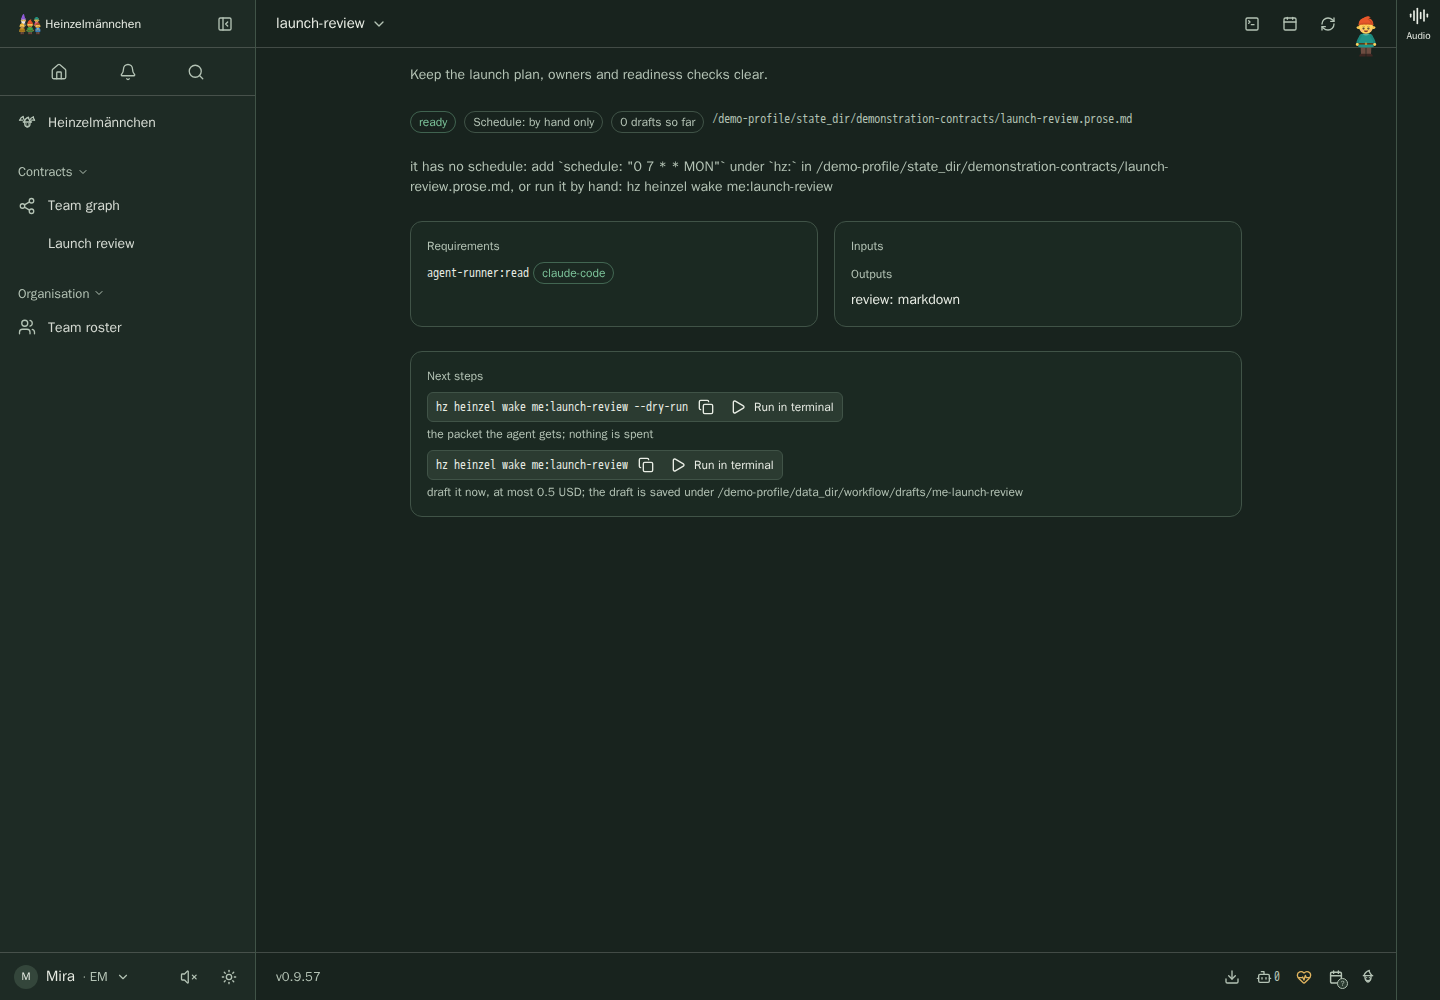 Heinzelmännchen
launch-review
Audio
Heinzelmännchen
Contracts
Team graph
Launch review
Organisation
Team roster
Keep the launch plan, owners and readiness checks clear.
ready
Schedule: by hand only
0 drafts so far
/demo-profile/state_dir/demonstration-contracts/launch-review.prose.md
it has no schedule: add `schedule: "0 7 * * MON"` under `hz:` in /demo-profile/state_dir/demonstration-contracts/launch-
review.prose.md, or run it by hand: hz heinzel wake me:launch-review
Requirements
agent-runner:read claude-code
Inputs
Outputs
review: markdown
Next steps
hz heinzel wake me:launch-review --dry-run Run in terminal
the packet the agent gets; nothing is spent
hz heinzel wake me:launch-review Run in terminal
draft it now, at most 0.5 USD; the draft is saved under /demo-profile/data_dir/workflow/drafts/me-launch-review
M Mira · EM
v0.9.57
0
?